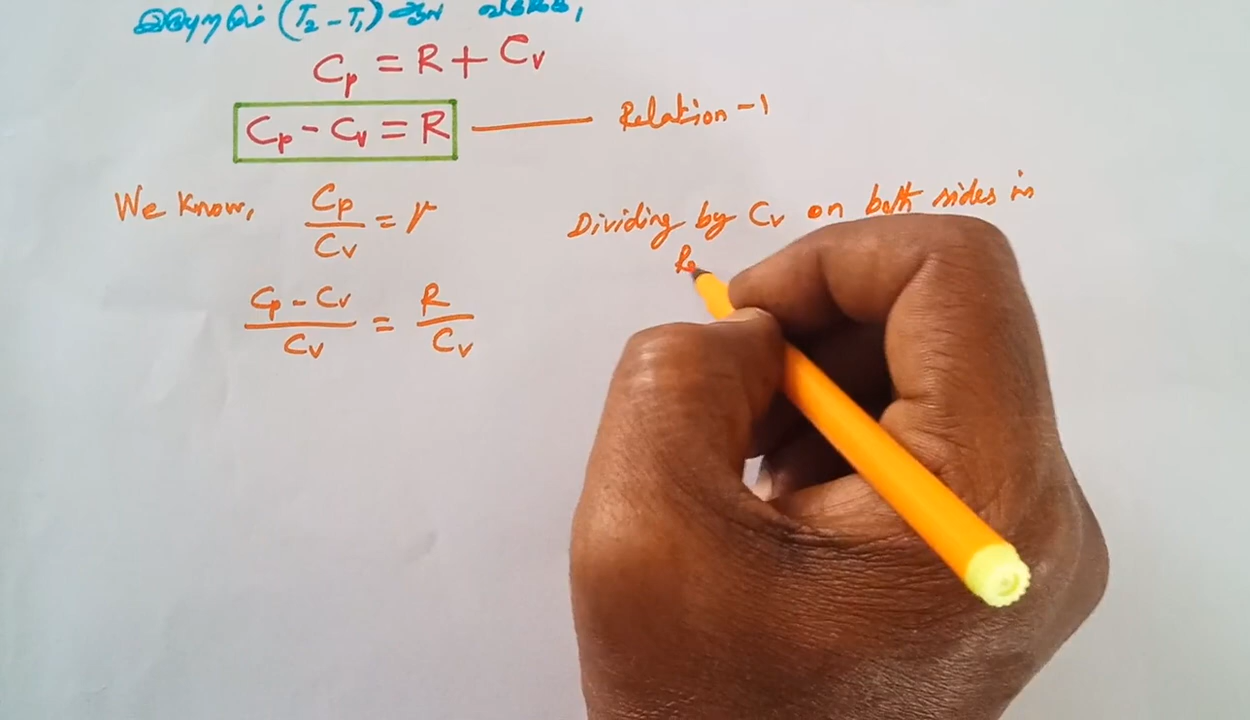 (T₂ - T₁)
Cp = R + Cv
Cp - Cv = R Relation - 1
We know, Cp/Cv = γ
Dividing by Cv on both sides in
Re
(Cp - Cv)/Cv = R/Cv